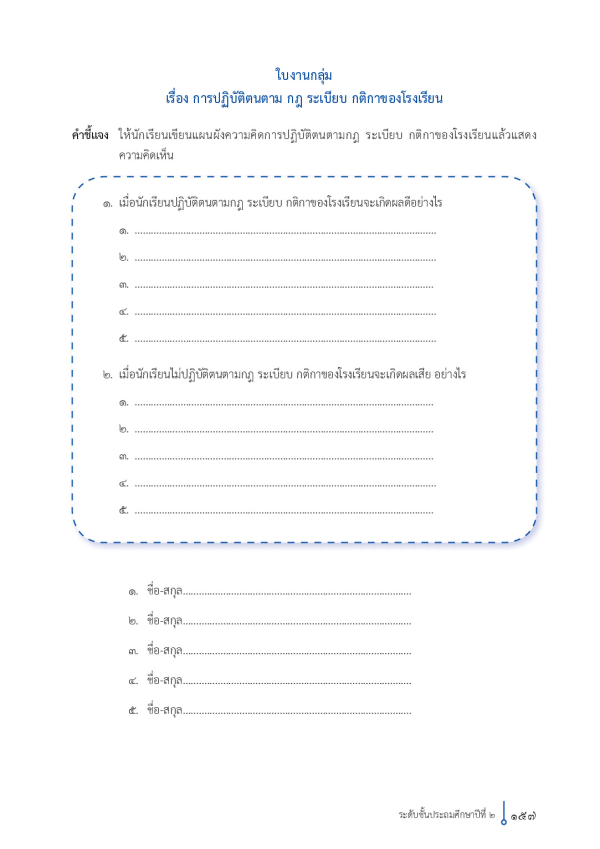 ใบงานกลุ่ม
เรื่อง การปฏิบัติตนตาม กฎ ระเบียบ กติกาของโรงเรียน
คำชี้แจง ให้นักเรียนเขียนแผนผังความคิดการปฏิบัติตนตามกฎ ระเบียบ กติกาของโรงเรียนแล้วแสดง
ความคิดเห็น
๑. เมื่อนักเรียนปฏิบัติตนตามกฎ ระเบียบ กติกาของโรงเรียนจะเกิดผลดีอย่างไร
๑. ................................................................................................................
๒. ................................................................................................................
๓. ................................................................................................................
๔. ................................................................................................................
๕. ................................................................................................................
๒. เมื่อนักเรียนไม่ปฏิบัติตนตามกฎ ระเบียบ กติกาของโรงเรียนจะเกิดผลเสีย อย่างไร
๑. ................................................................................................................
๒. ................................................................................................................
๓. ................................................................................................................
๔. ................................................................................................................
๕. ................................................................................................................
๑. ชื่อ-สกุล.....................................................................................
๒. ชื่อ-สกุล.....................................................................................
๓. ชื่อ-สกุล.....................................................................................
๔. ชื่อ-สกุล.....................................................................................
๕. ชื่อ-สกุล.....................................................................................
ระดับชั้นประถมศึกษาปีที่ ๒ ๑๕๗